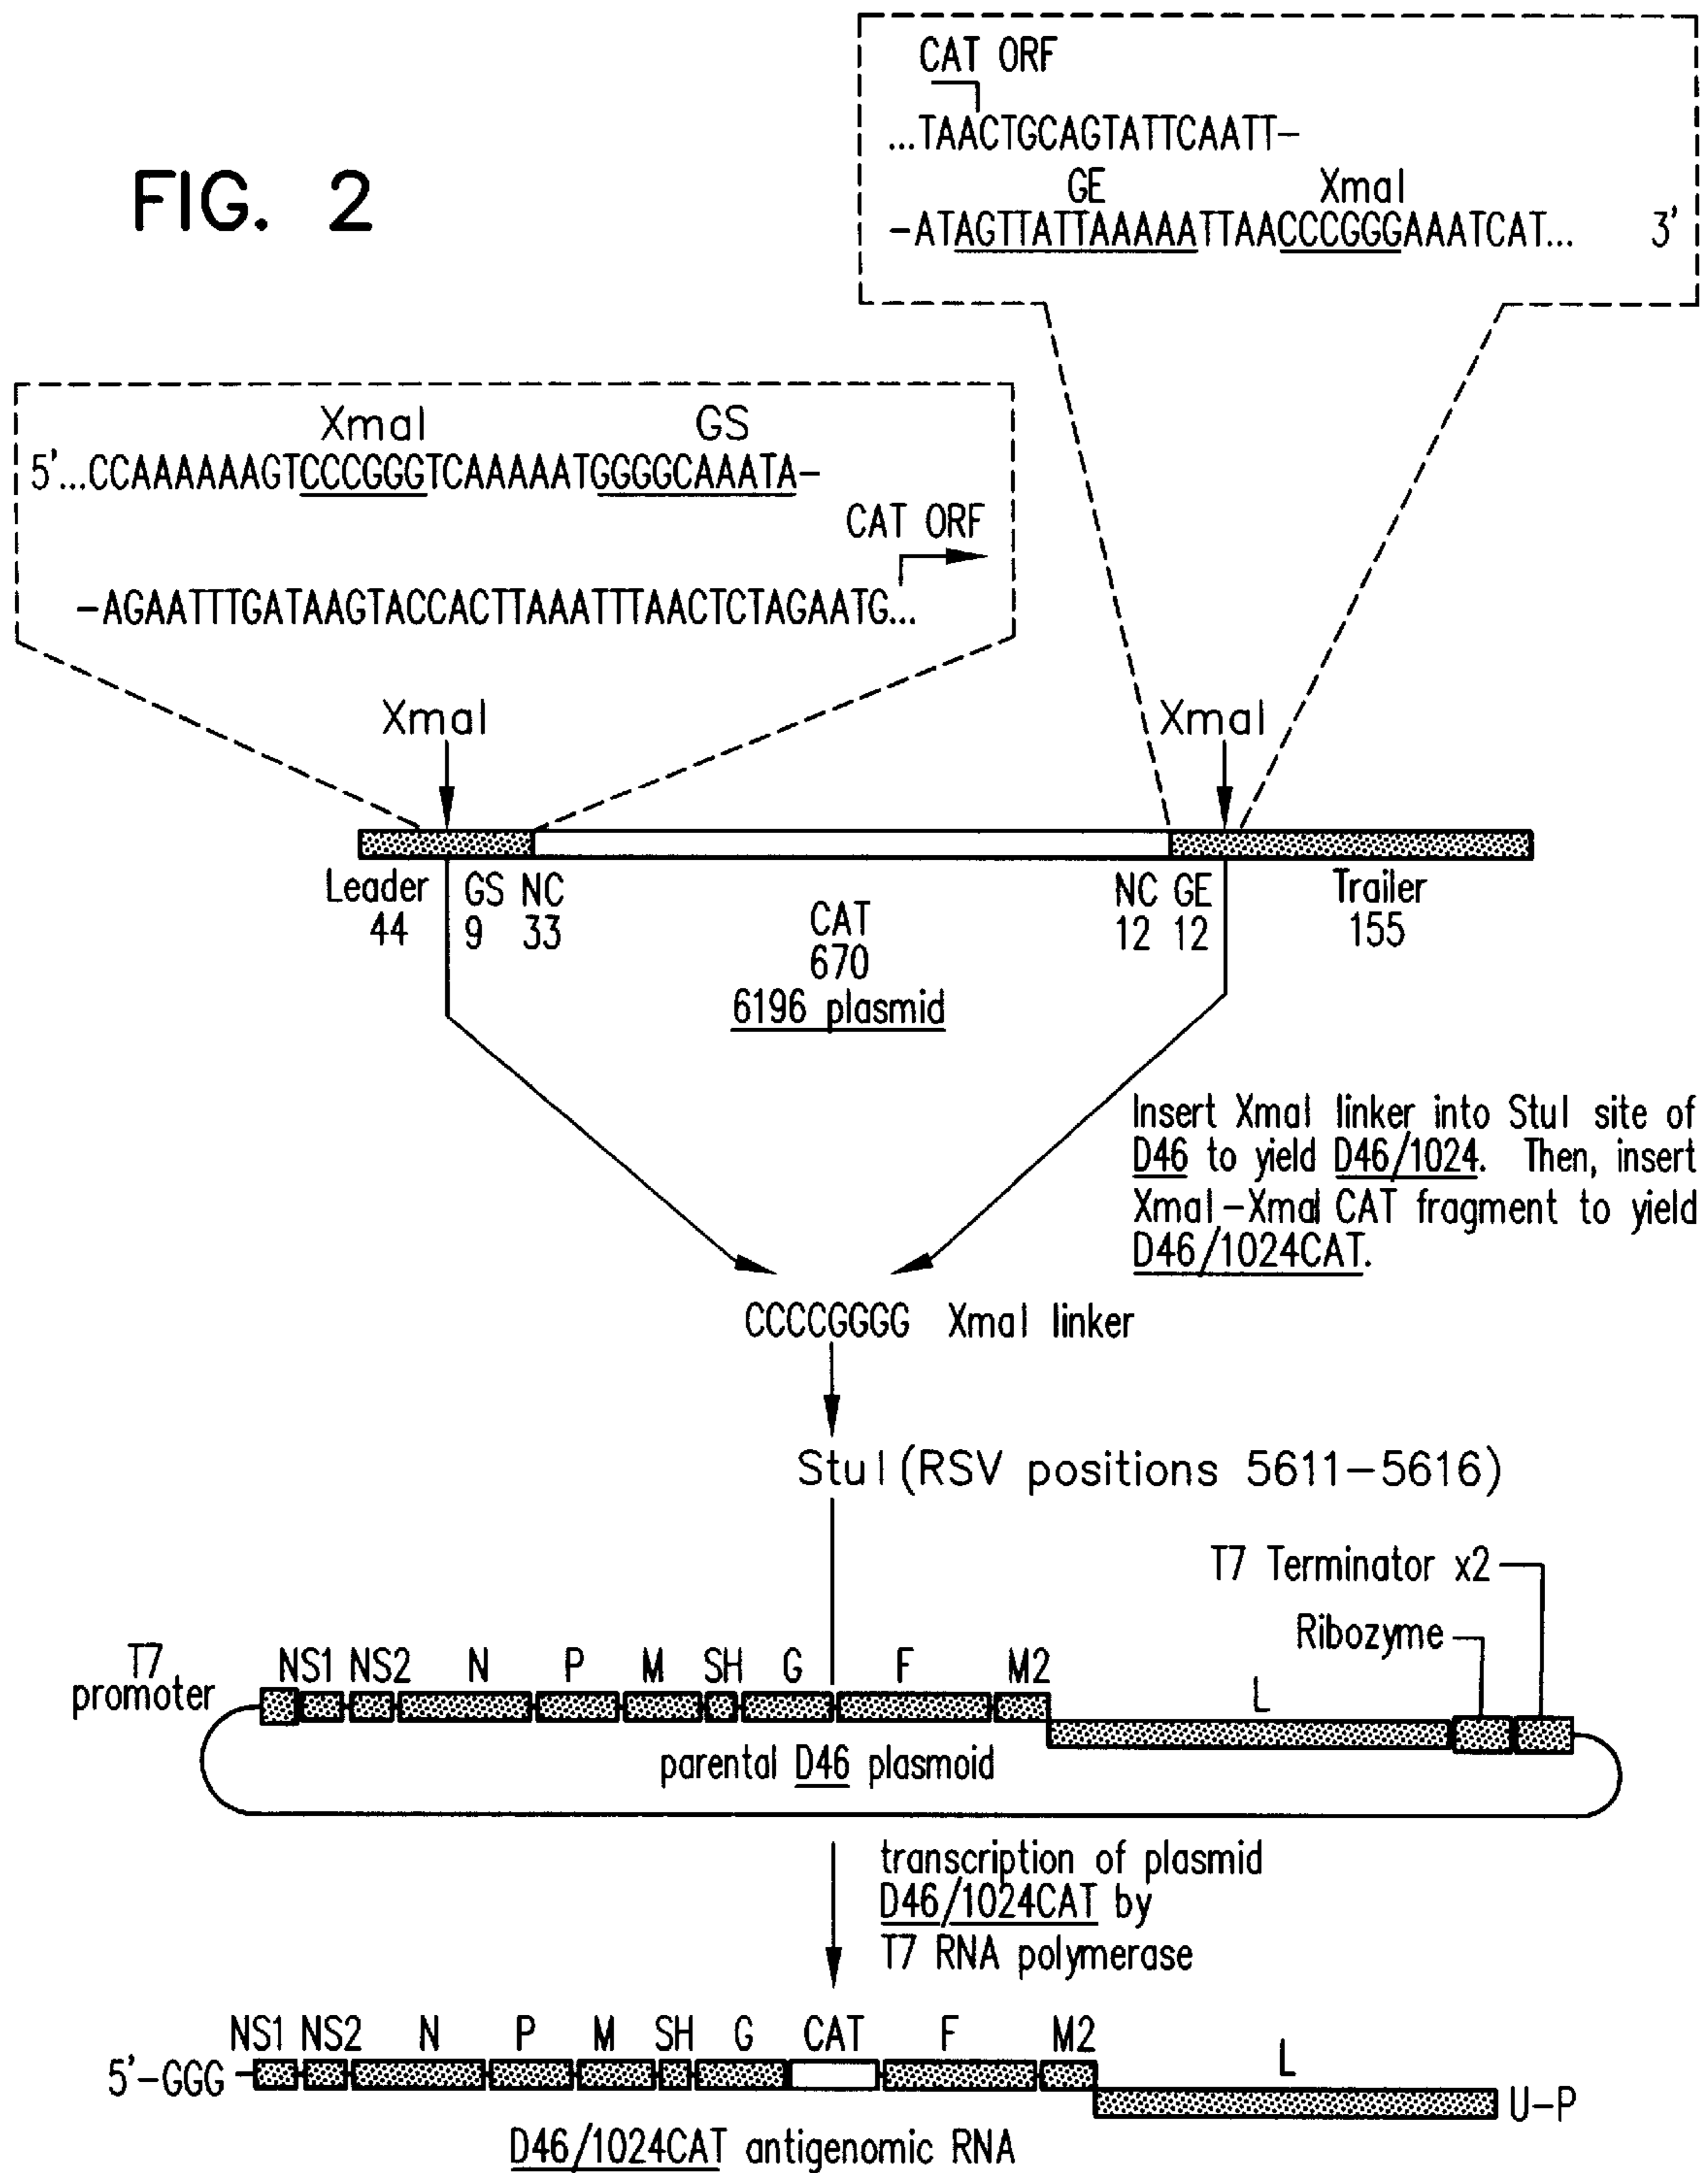 FIG. 2
CAT ORF
...TAACTGCAGTATTCAATT-
GE XmaI
-ATAGTTATTAAAAATTAACCCGGGAAATCAT... 3'
XmaI GS
5'...CCAAAAAAGTCCCGGGTCAAAAATGGGGCAAATA-
CAT ORF
-AGAATTTGATAAGTACCACTTAAATTTAACTCTAGAATG...
XmaI XmaI
Leader GS NC NC GE Trailer
44 9 33 12 12 155
CAT
670
6196 plasmid
Insert XmaI linker into StuI site of
D46 to yield D46/1024. Then, insert
XmaI-XmaI CAT fragment to yield
D46/1024CAT.
CCCCGGGG XmaI linker
StuI (RSV positions 5611-5616)
T7 Terminator x2
Ribozyme
T7
promoter
NS1 NS2 N P M SH G F M2 L
parental D46 plasmoid
transcription of plasmid
D46/1024CAT by
T7 RNA polymerase
NS1 NS2 N P M SH G CAT F M2 L
5'-GGG U-P
D46/1024CAT antigenomic RNA